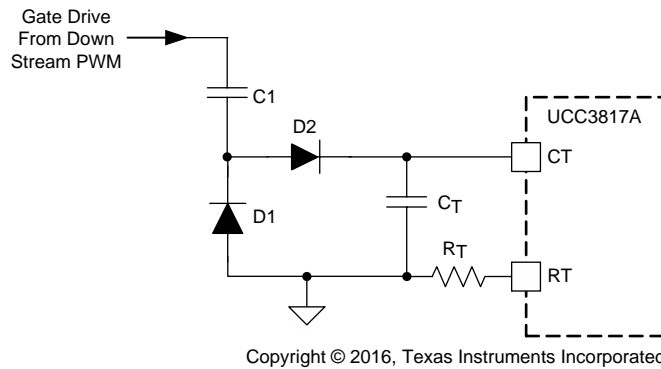 Gate Drive
From Down
Stream PWM
C1
UCC3817A
D2
CT
D1
CT
RT
RT
Copyright © 2016, Texas Instruments Incorporated